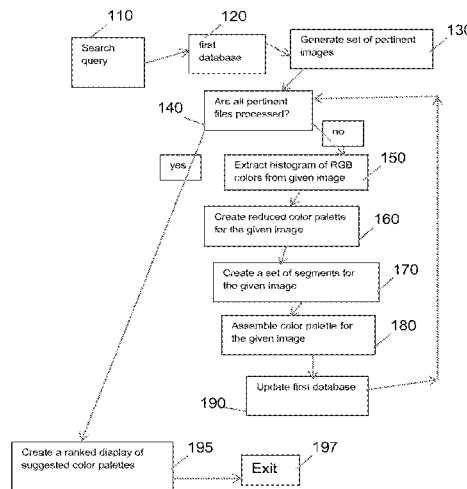 110
120
130
Search
query
first
database
Generate set of pertinent
images
Are all pertinent
files processed?
140
no
yes
Extract histogram of RGB
colors from given image
150
Create reduced color palette
for the given image
160
Create a set of segments for
the given image
170
Assemble color palette for
the given image
180
Update first database
190
Create a ranked display of
suggested color palettes
195
Exit
197